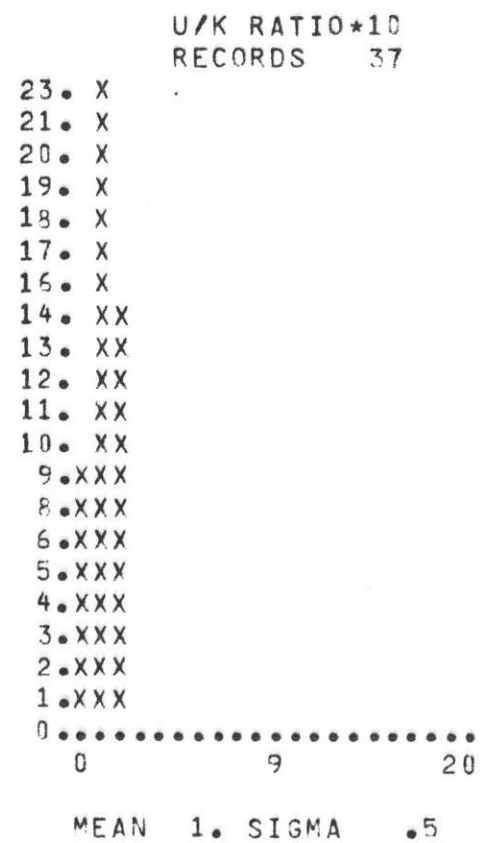 U/K RATIO*10
RECORDS 37
23. X
21. X
20. X
19. X
18. X
17. X
16. X
14. XX
13. XX
12. XX
11. XX
10. XX
9.XXX
8.XXX
6.XXX
5.XXX
4.XXX
3.XXX
2.XXX
1.XXX
0......................
0 9 20
MEAN 1. SIGMA .5